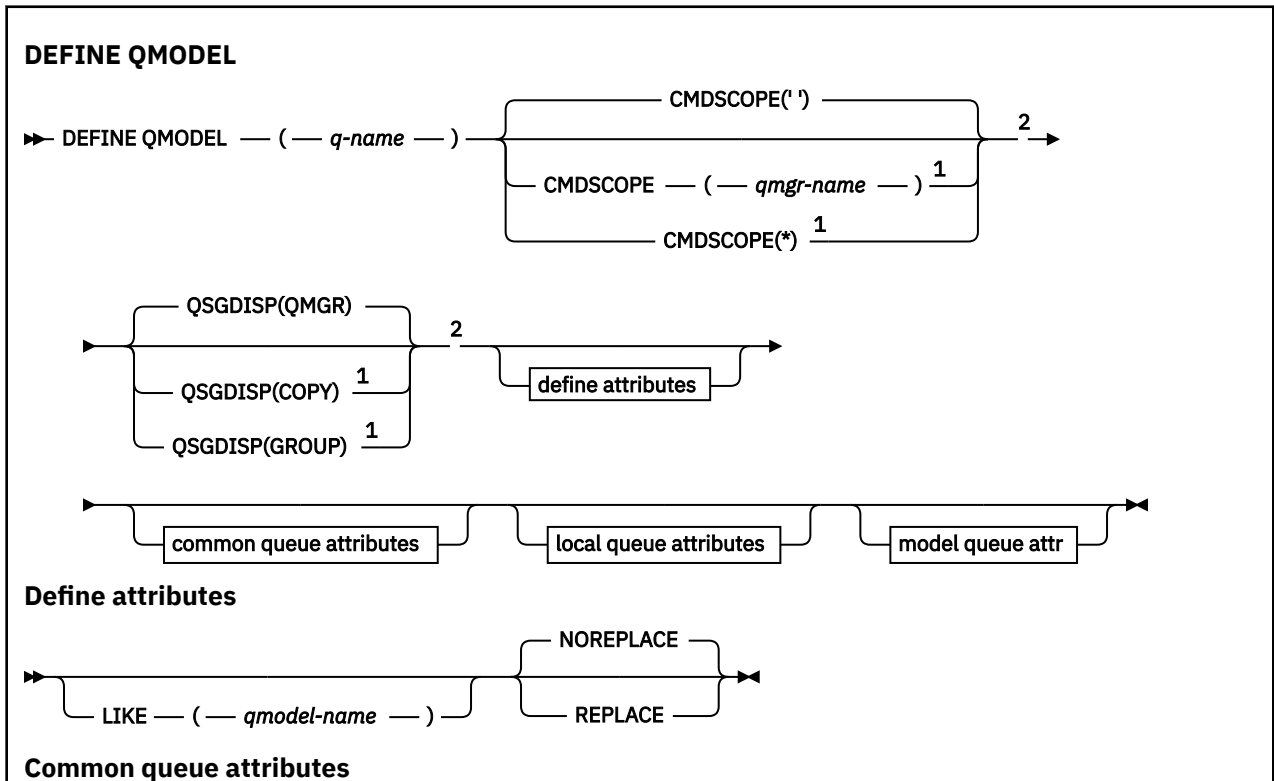 DEFINE QMODEL
CMDSCOPE(' ')
DEFINE QMODEL ( q-name ) 2
CMDSCOPE ( qmgr-name ) 1
CMDSCOPE(*) 1
QSGDISP(QMGR)
2
QSGDISP(COPY) 1
define attributes
QSGDISP(GROUP) 1
common queue attributes local queue attributes model queue attr
Define attributes
NOREPLACE
LIKE ( qmodel-name ) REPLACE
Common queue attributes